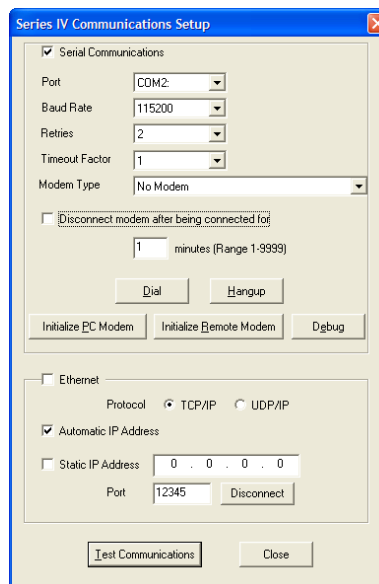 Series IV Communications Setup
Serial Communications
Port COM2:
Baud Rate 115200
Retries 2
Timeout Factor 1
Modem Type No Modem
Disconnect modem after being connected for
1 minutes (Range 1-9999)
Dial Hangup
Initialize PC Modem Initialize Remote Modem Debug
Ethernet
Protocol TCP/IP UDP/IP
Automatic IP Address
Static IP Address 0 . 0 . 0 . 0
Port 12345 Disconnect
Test Communications Close